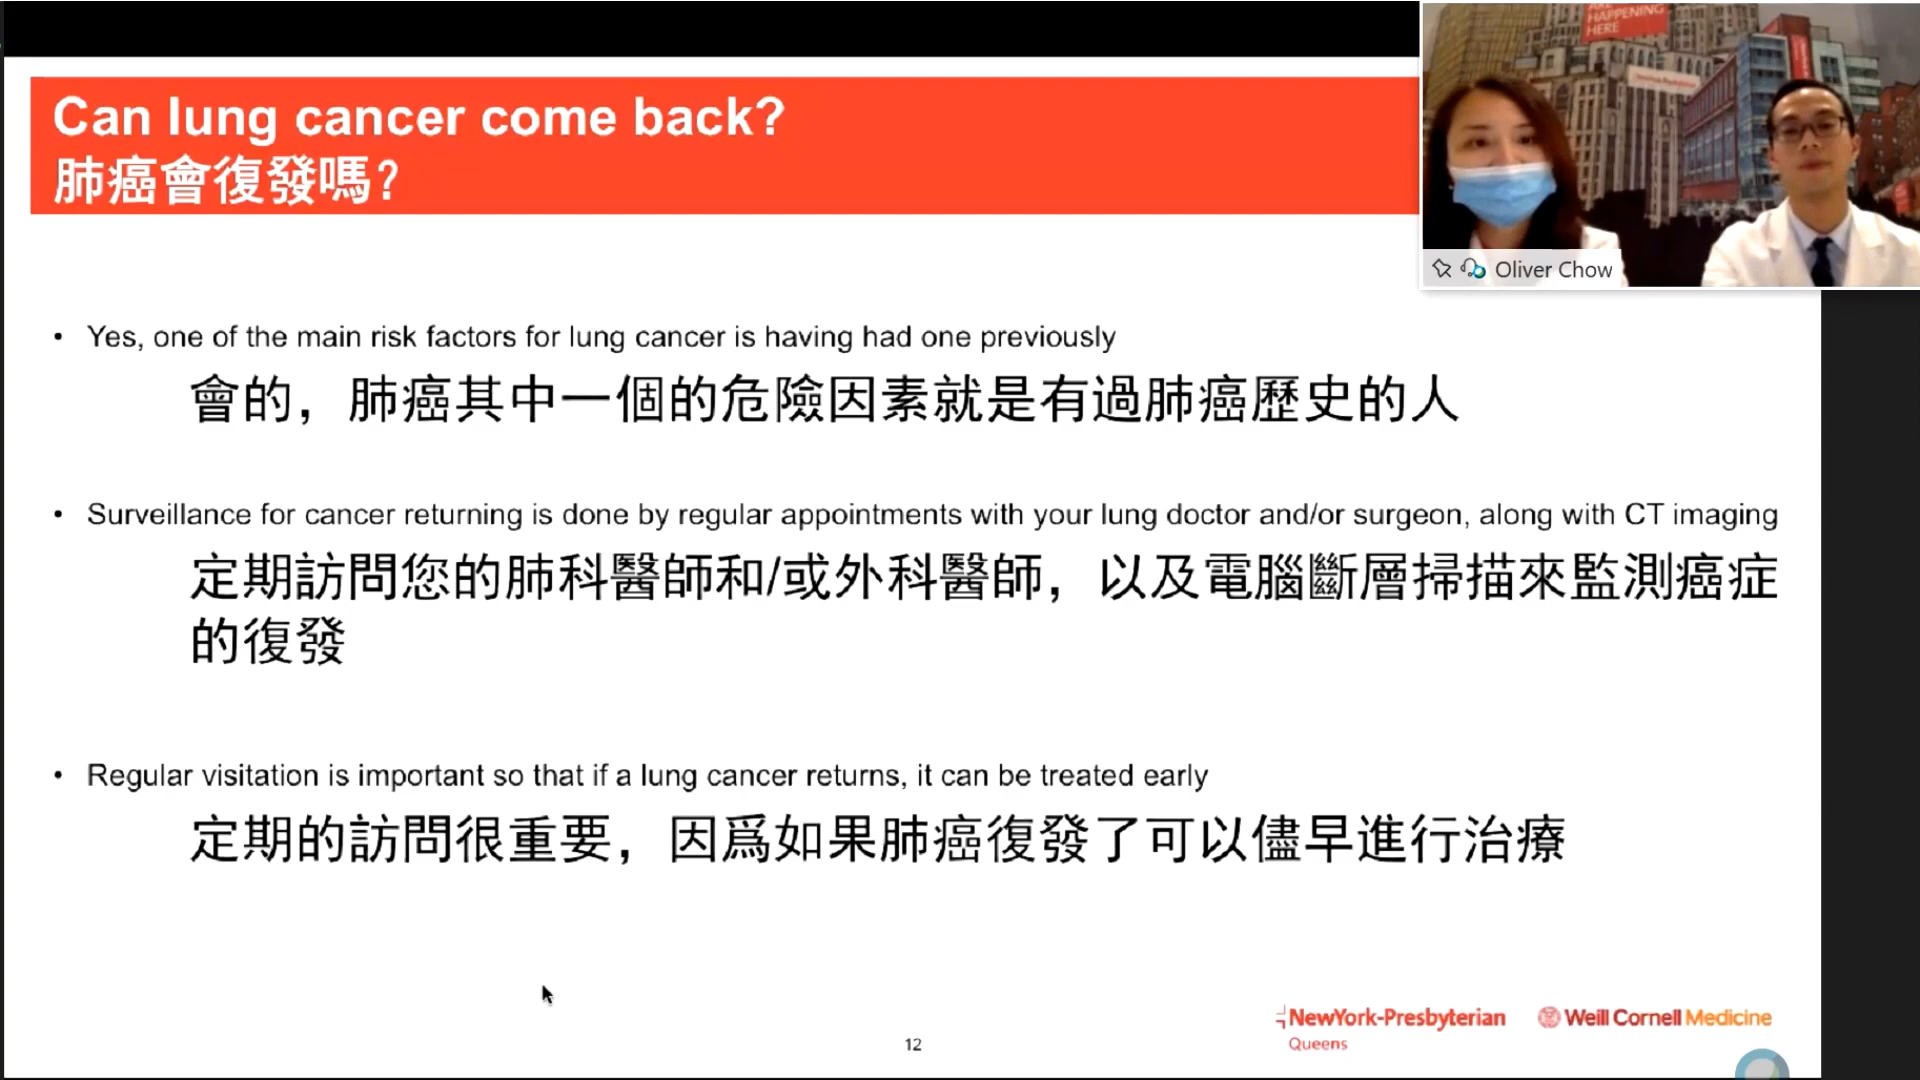 Can lung cancer come back?
肺癌會復發嗎?
HAPPENING
HERE
Oliver Chow
• Yes, one of the main risk factors for lung cancer is having had one previously
會的，肺癌其中一個的危險因素就是有過肺癌歷史的人
• Surveillance for cancer returning is done by regular appointments with your lung doctor and/or surgeon, along with CT imaging
定期訪問您的肺科醫師和/或外科醫師，以及電腦斷層掃描來監測癌症
的復發
• Regular visitation is important so that if a lung cancer returns, it can be treated early
定期的訪問很重要，因爲如果肺癌復發了可以儘早進行治療
NewYork-Presbyterian
Queens
Weill Cornell Medicine
12